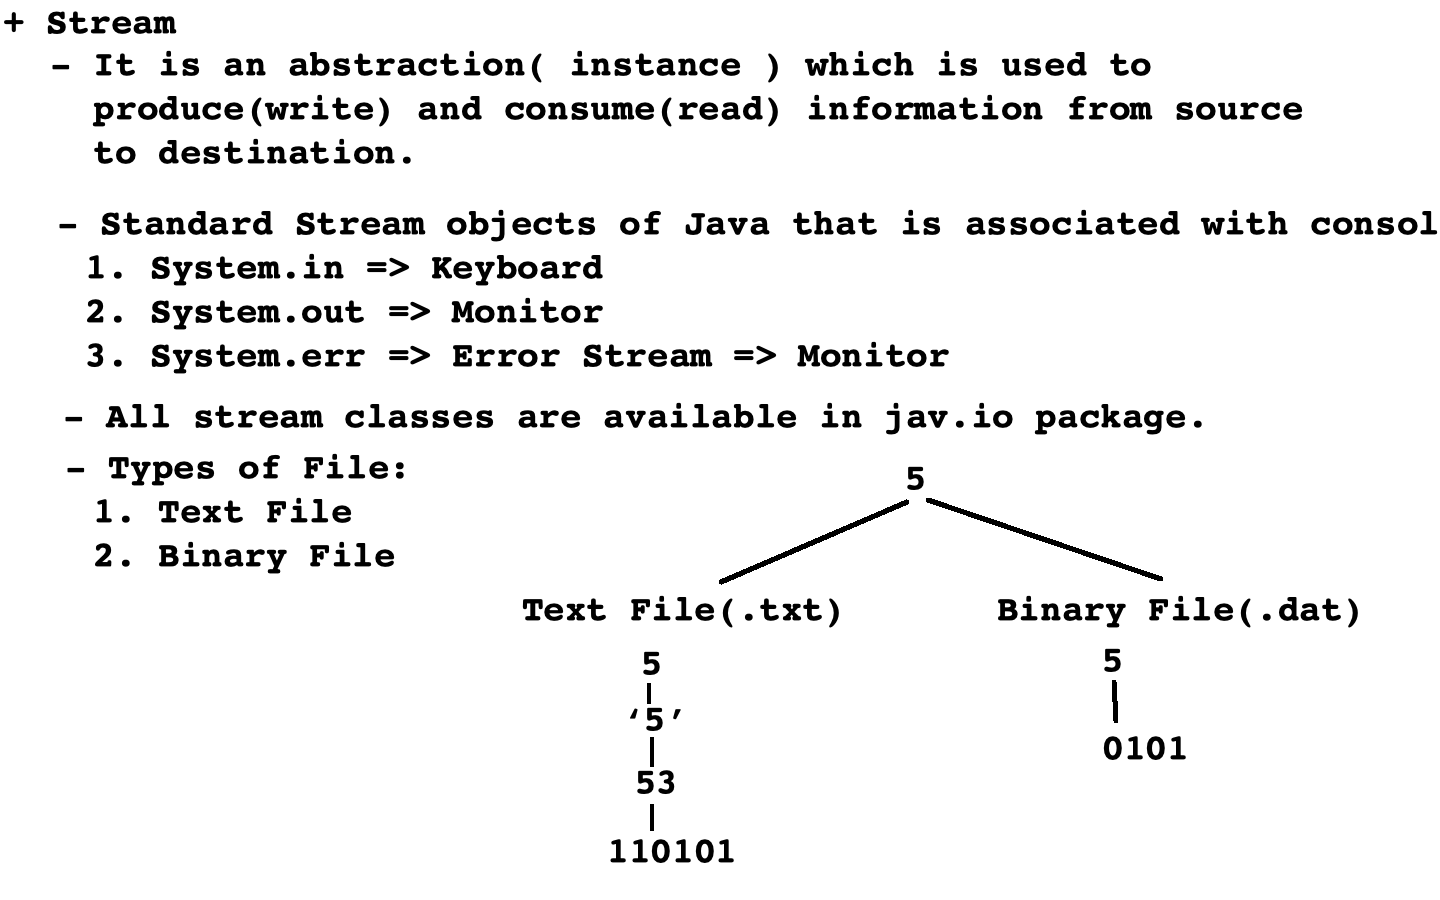 + Stream
- It is an abstraction( instance ) which is used to
produce(write) and consume(read) information from source
to destination.
- Standard Stream objects of Java that is associated with consol
1. System.in => Keyboard
2. System.out => Monitor
3. System.err => Error Stream => Monitor
- All stream classes are available in jav.io package.
- Types of File:
1. Text File
2. Binary File
5
Text File(.txt)
5
‘5’
53
110101
Binary File(.dat)
5
0101